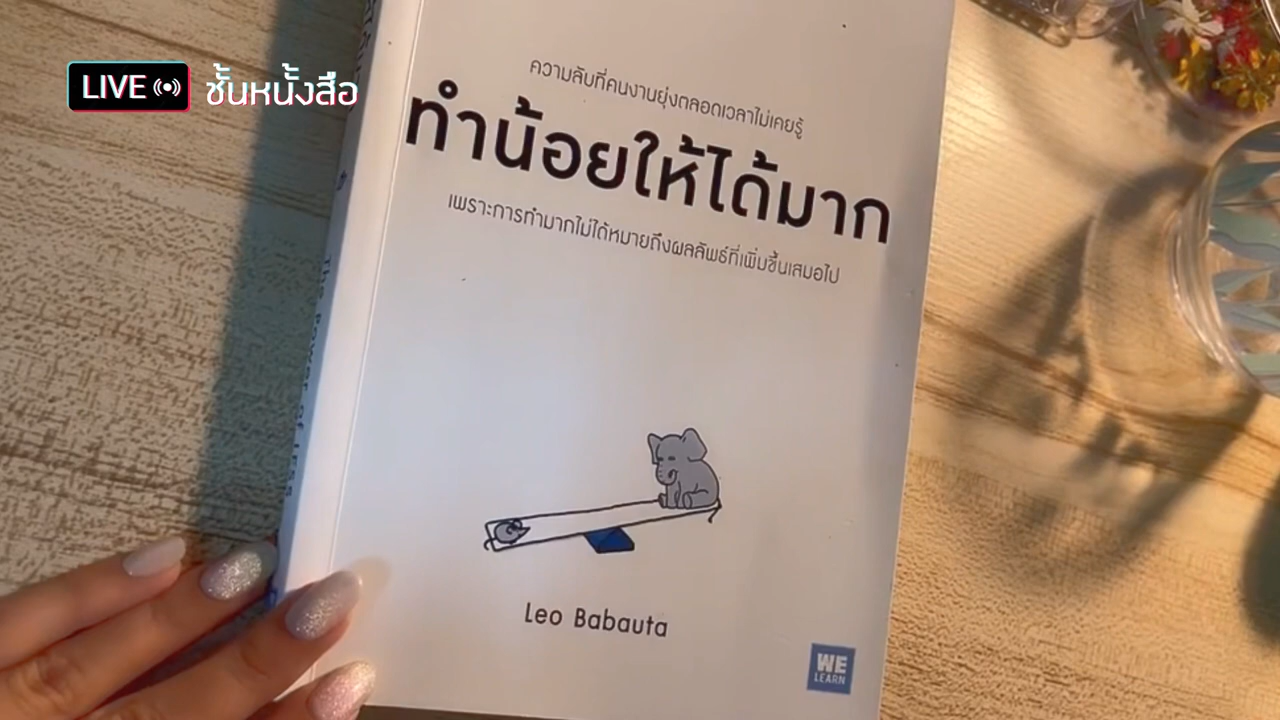 LIVE
ชั้นหนั้งสือ
ความลับที่คนงานยุ่งตลอดเวลาไม่เคยรู้
ทำน้อยให้ได้มาก
เพราะการทำมากไม่ได้หมายถึงผลลัพธ์ที่เพิ่มขึ้นเสมอไป
The Power of LESS
Leo Babauta
WE
LEARN